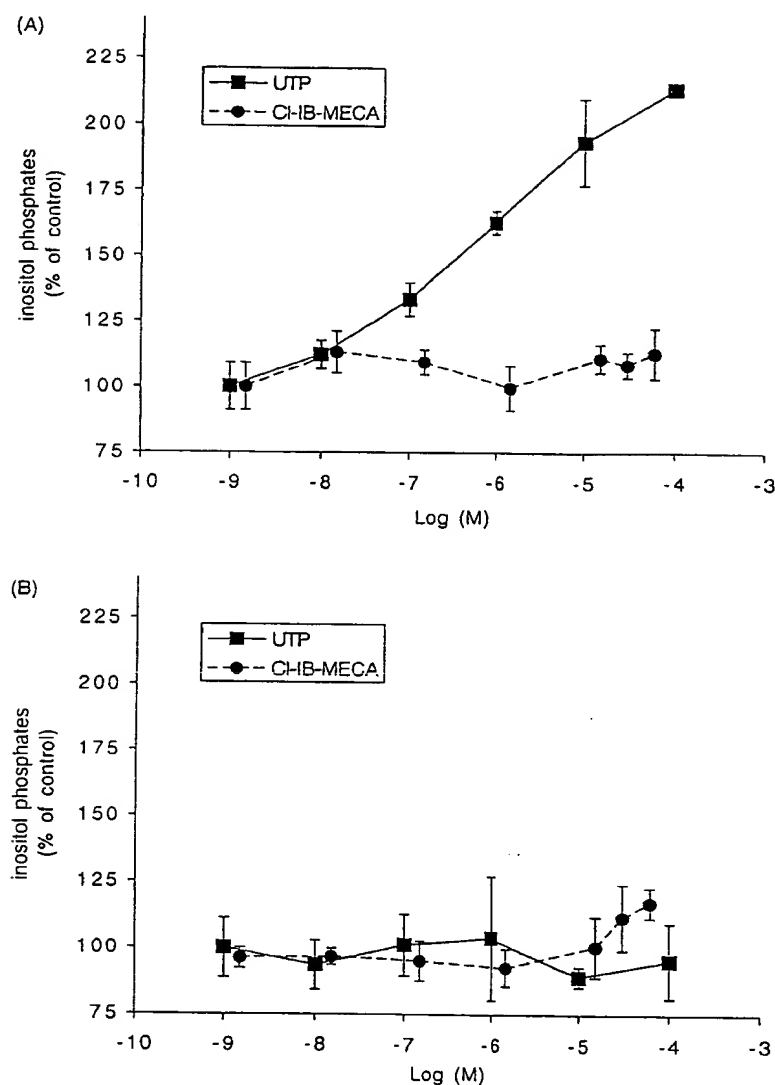 (A)
225
200
175
150
125
100
75
inositol phosphates
(% of control)
UTP
Cl-IB-MECA
-10 -9 -8 -7 -6 -5 -4 -3
Log (M)
(B)
225
200
175
150
125
100
75
inositol phosphates
(% of control)
UTP
Cl-IB-MECA
-10 -9 -8 -7 -6 -5 -4 -3
Log (M)